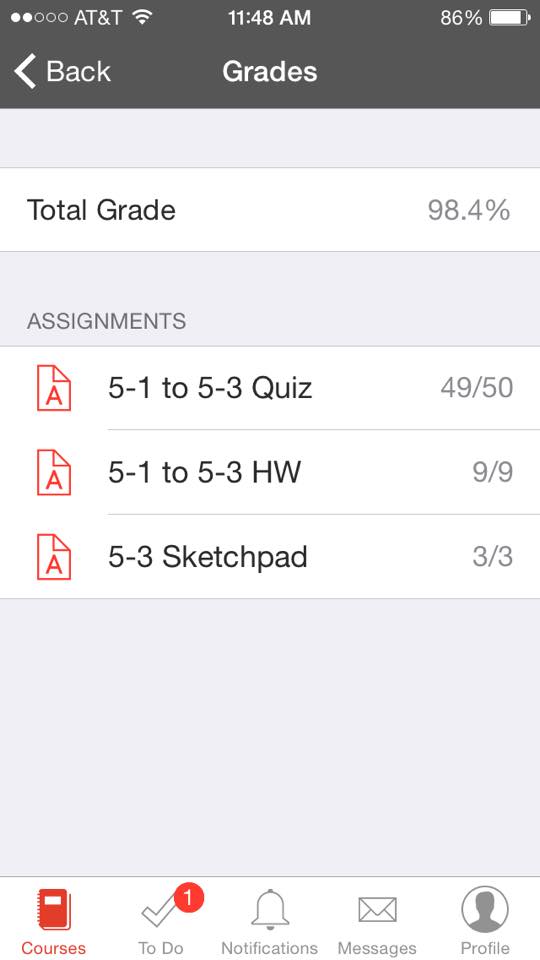 AT&T 11:48 AM 86%
Back Grades
Total Grade 98.4%
ASSIGNMENTS
A 5-1 to 5-3 Quiz 49/50
A 5-1 to 5-3 HW 9/9
A 5-3 Sketchpad 3/3
1
Courses To Do Notifications Messages Profile